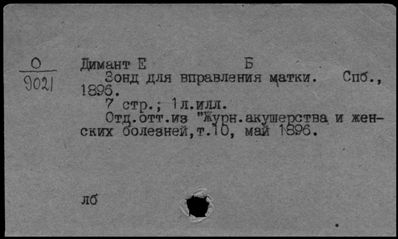 О
9021
Димант Е Б
Зонд для вправления матки. Спб.,
1896.
7 стр.; 1л.илл.
Отд.отт.из "Журн.акушерства и жен-
ских болезней,т.10, май 1896.
лб